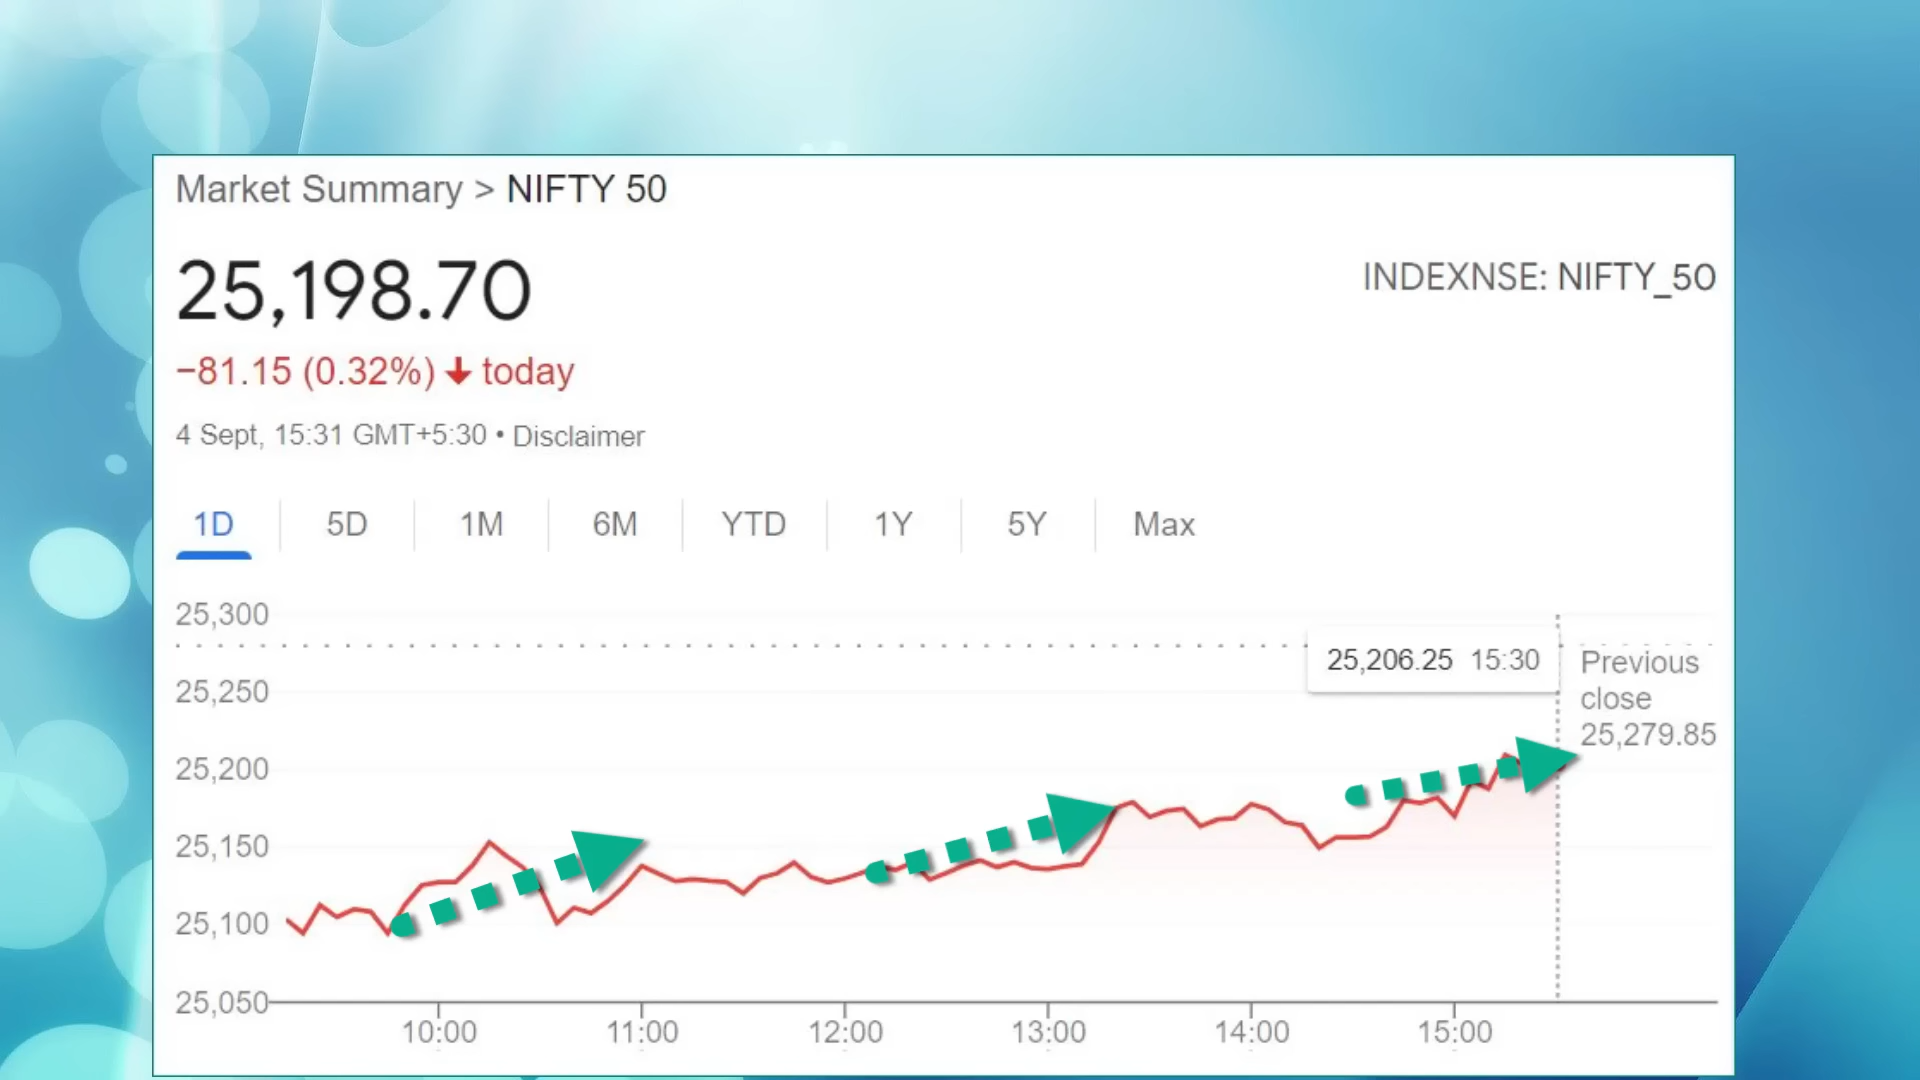 Market Summary > NIFTY 50
25,198.70
INDEXNSE: NIFTY_50
−81.15 (0.32%) ↓ today
4 Sept, 15:31 GMT+5:30 • Disclaimer
1D 5D 1M 6M YTD 1Y 5Y Max
25,300
25,206.25 15:30
Previous
close
25,279.85
25,250
25,200
25,150
25,100
25,050
10:00 11:00 12:00 13:00 14:00 15:00